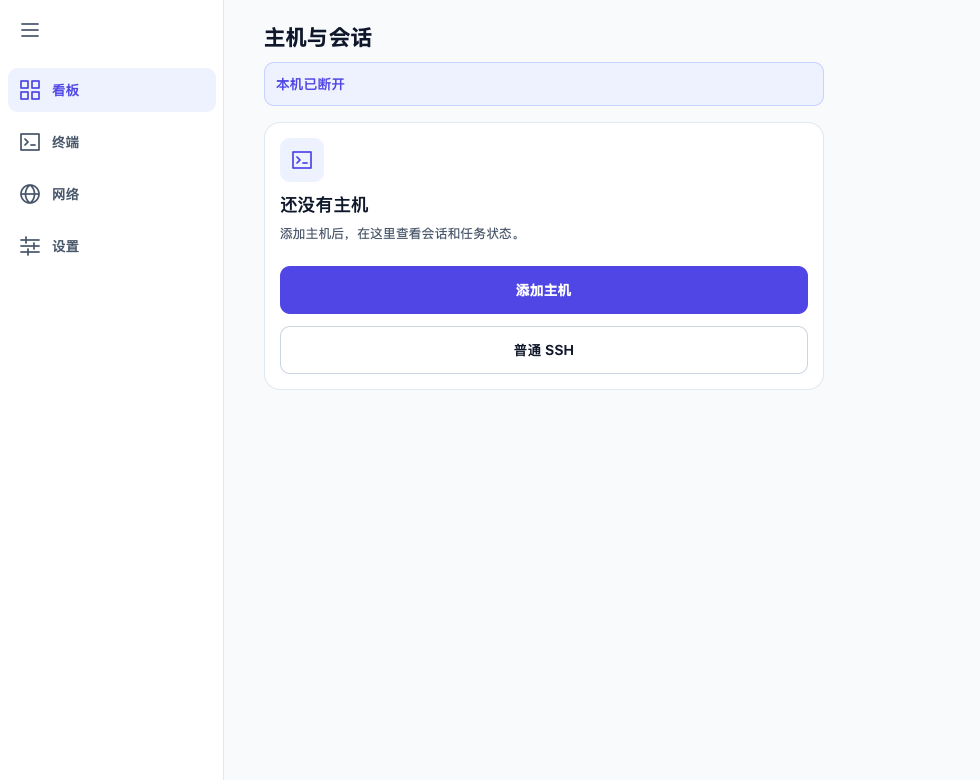 看板
终端
网络
设置
主机与会话
本机已断开
还没有主机
添加主机后，在这里查看会话和任务状态。
添加主机
普通 SSH